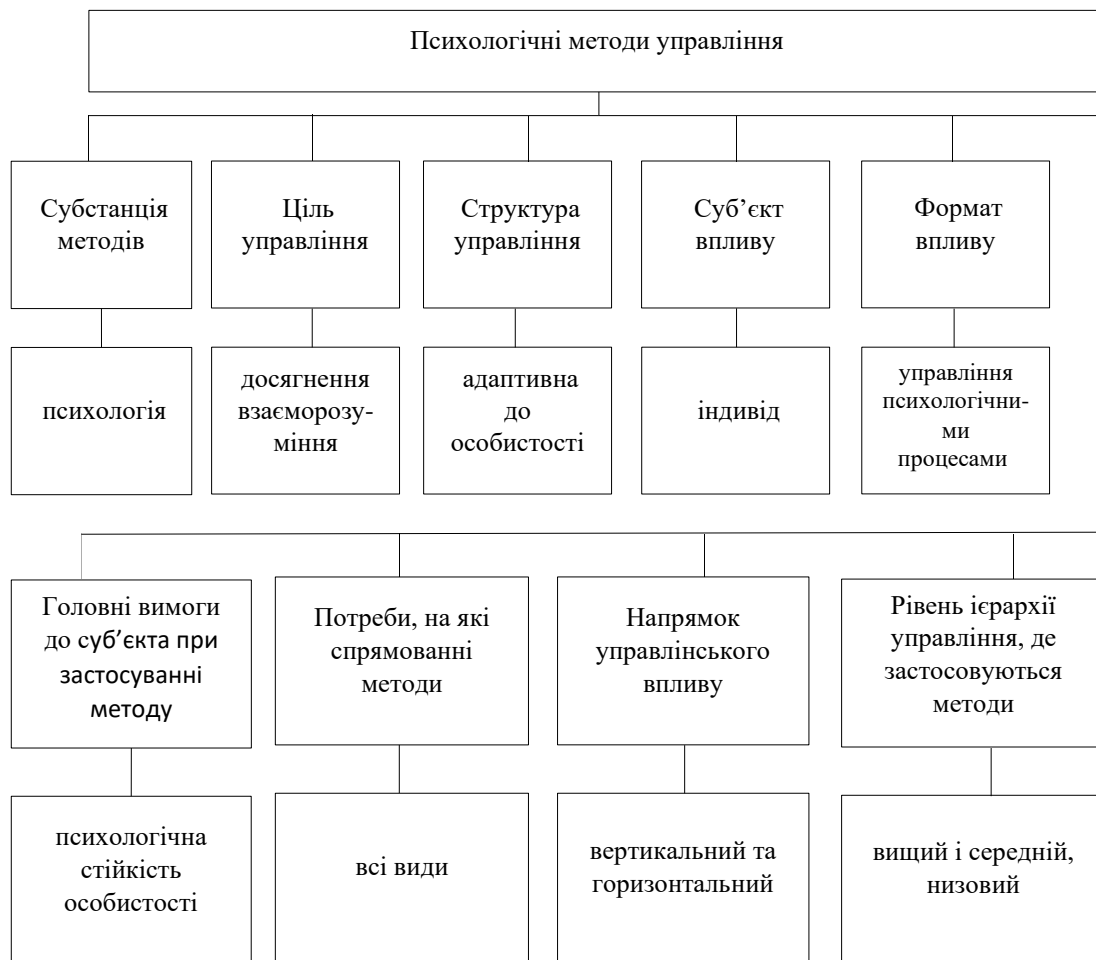 Психологічні методи управління
Субстанція
методів
Ціль
управління
Структура
управління
Суб’єкт
впливу
Формат
впливу
психологія
досягнення
взаєморозу-
міння
адаптивна
до
особистості
індивід
управління
психологічни-
ми
процесами
Головні вимоги
до суб’єкта при
застосуванні
методу
Потреби, на які
спрямованні
методи
Напрямок
управлінського
впливу
Рівень ієрархії
управління, де
застосовуються
методи
психологічна
стійкість
особистості
всі види
вертикальний та
горизонтальний
вищий і середній,
низовий